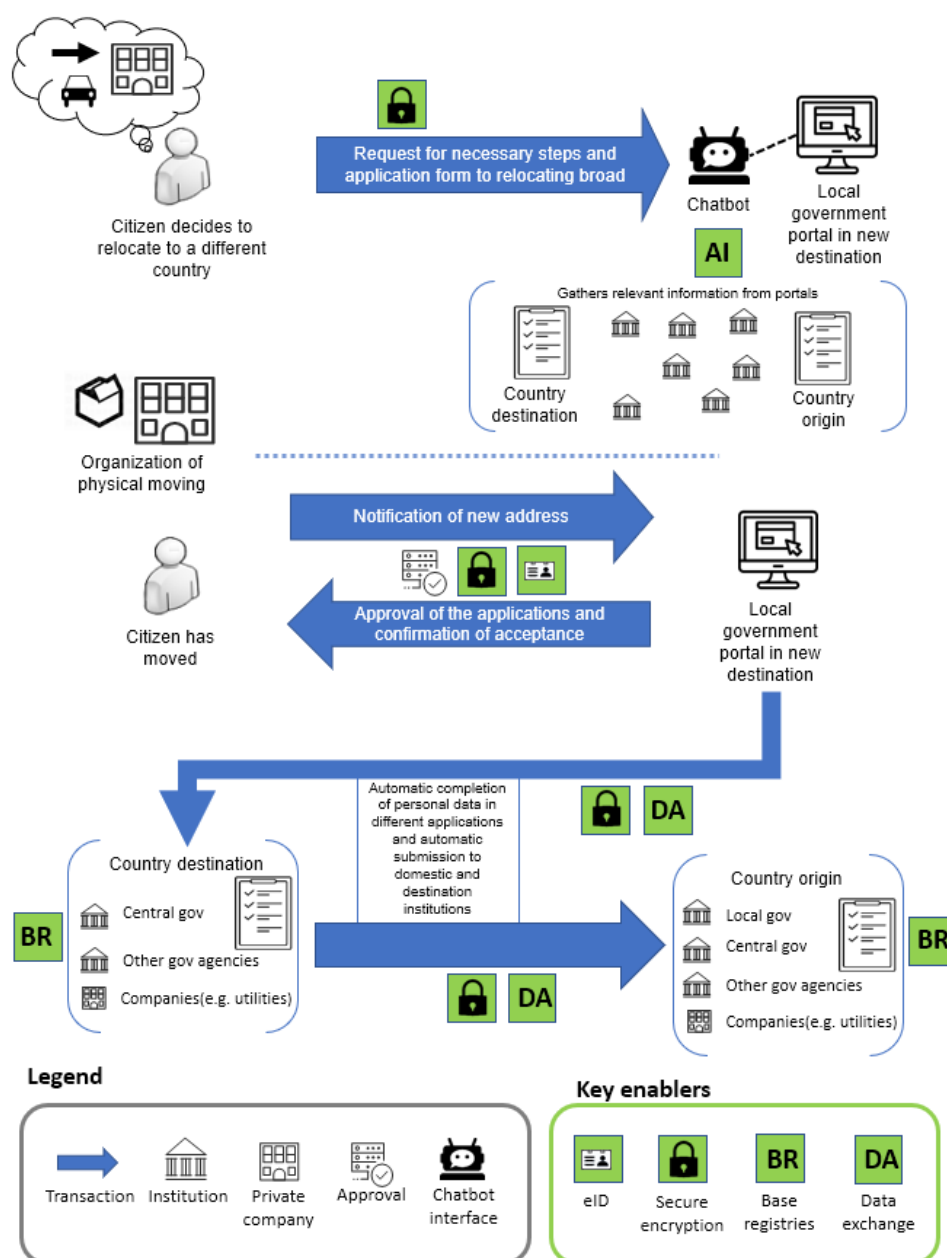 Request for necessary steps and
application form to relocating broad
Citizen decides to
relocate to a different
country
Chatbot
Local
government
portal in new
destination
AI
Gathers relevant information from portals
Country
destination
Country
origin
Organization of
physical moving
Notification of new address
Approval of the applications and
confirmation of acceptance
Citizen has
moved
Local
government
portal in new
destination
Automatic completion
of personal data in
different applications
and automatic
submission to
domestic and
destination
institutions
DA
Country destination
Central gov
Other gov agencies
Companies(e.g. utilities)
BR
DA
Country origin
Local gov
Central gov
Other gov agencies
Companies(e.g. utilities)
BR
Legend
Transaction
Institution
Private
company
Approval
Chatbot
interface
Key enablers
eID
Secure
encryption
BR
Base
registries
DA
Data
exchange